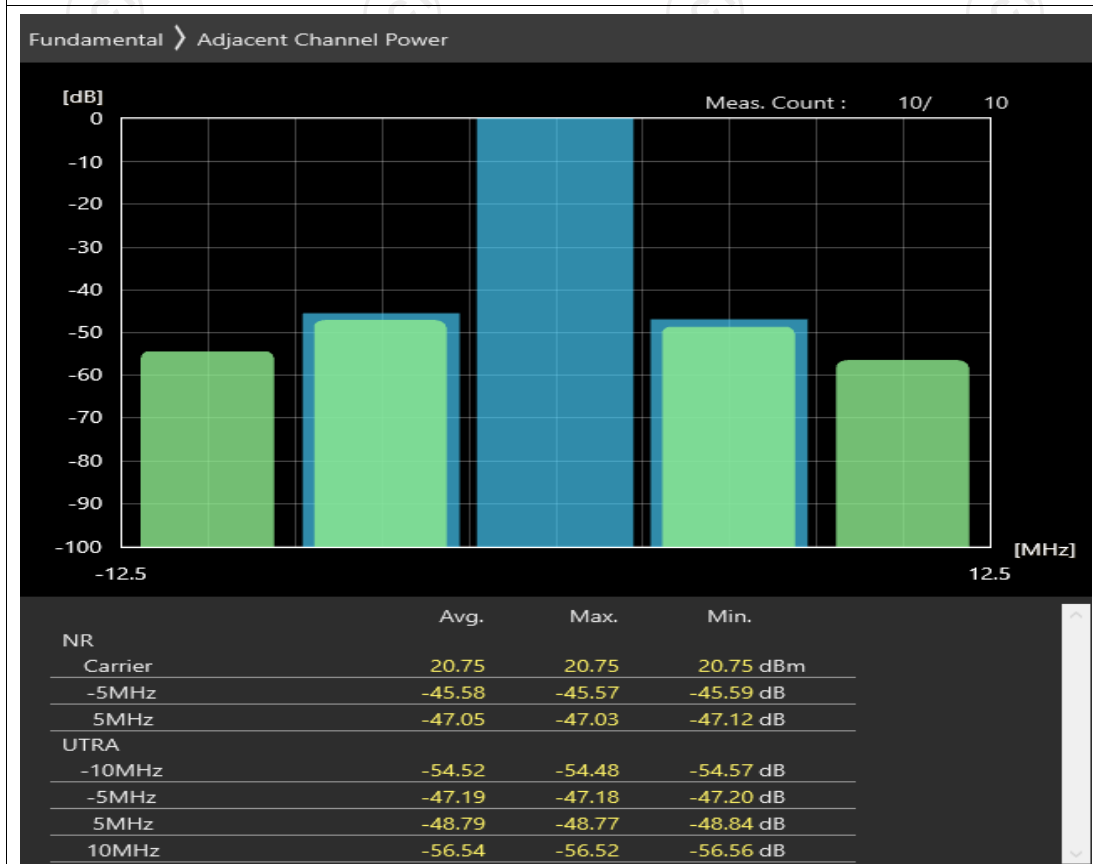 Fundamental ❯ Adjacent Channel Power
[dB]
Meas. Count : 10/ 10
0
-10
-20
-30
-40
-50
-60
-70
-80
-90
-100
[MHz]
-12.5 12.5
Avg. Max. Min.
NR
Carrier 20.75 20.75 20.75 dBm
-5MHz -45.58 -45.57 -45.59 dB
5MHz -47.05 -47.03 -47.12 dB
UTRA
-10MHz -54.52 -54.48 -54.57 dB
-5MHz -47.19 -47.18 -47.20 dB
5MHz -48.79 -48.77 -48.84 dB
10MHz -56.54 -56.52 -56.56 dB